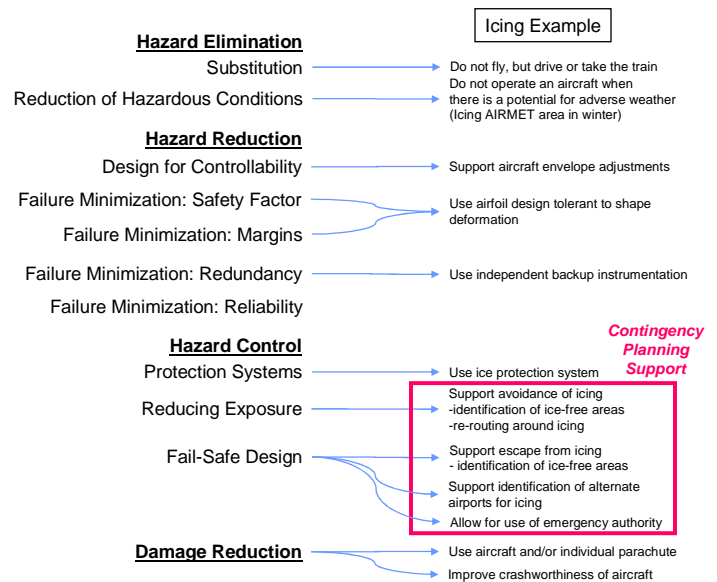 Icing Example
Hazard Elimination
Substitution
Do not fly, but drive or take the train
Reduction of Hazardous Conditions
Do not operate an aircraft when
there is a potential for adverse weather
(Icing AIRMET area in winter)
Hazard Reduction
Design for Controllability
Support aircraft envelope adjustments
Failure Minimization: Safety Factor
Failure Minimization: Margins
Use airfoil design tolerant to shape
deformation
Failure Minimization: Redundancy
Use independent backup instrumentation
Failure Minimization: Reliability
Contingency
Planning
Support
Hazard Control
Protection Systems
Use ice protection system
Reducing Exposure
Support avoidance of icing
-identification of ice-free areas
-re-routing around icing
Fail-Safe Design
Support escape from icing
- identification of ice-free areas
Support identification of alternate
airports for icing
Allow for use of emergency authority
Damage Reduction
Use aircraft and/or individual parachute
Improve crashworthiness of aircraft